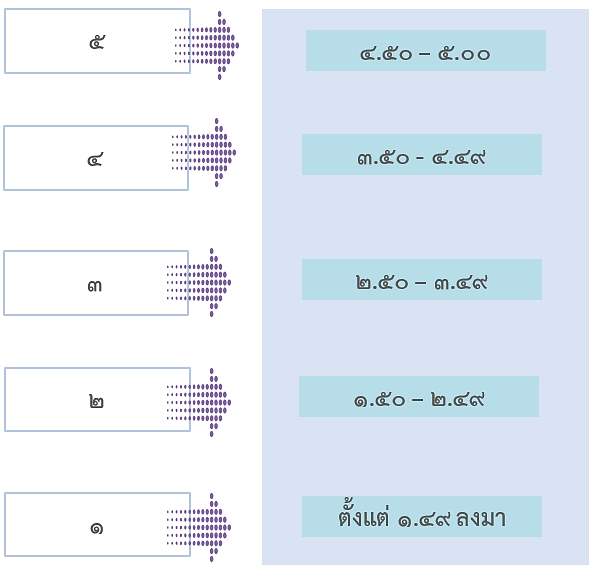 ๕
๔.๕๐ – ๕.๐๐
๔
๓.๕๐ - ๔.๔๙
๓
๒.๕๐ – ๓.๔๙
๒
๑.๕๐ – ๒.๔๙
๑
ตั้งแต่ ๑.๔๙ ลงมา